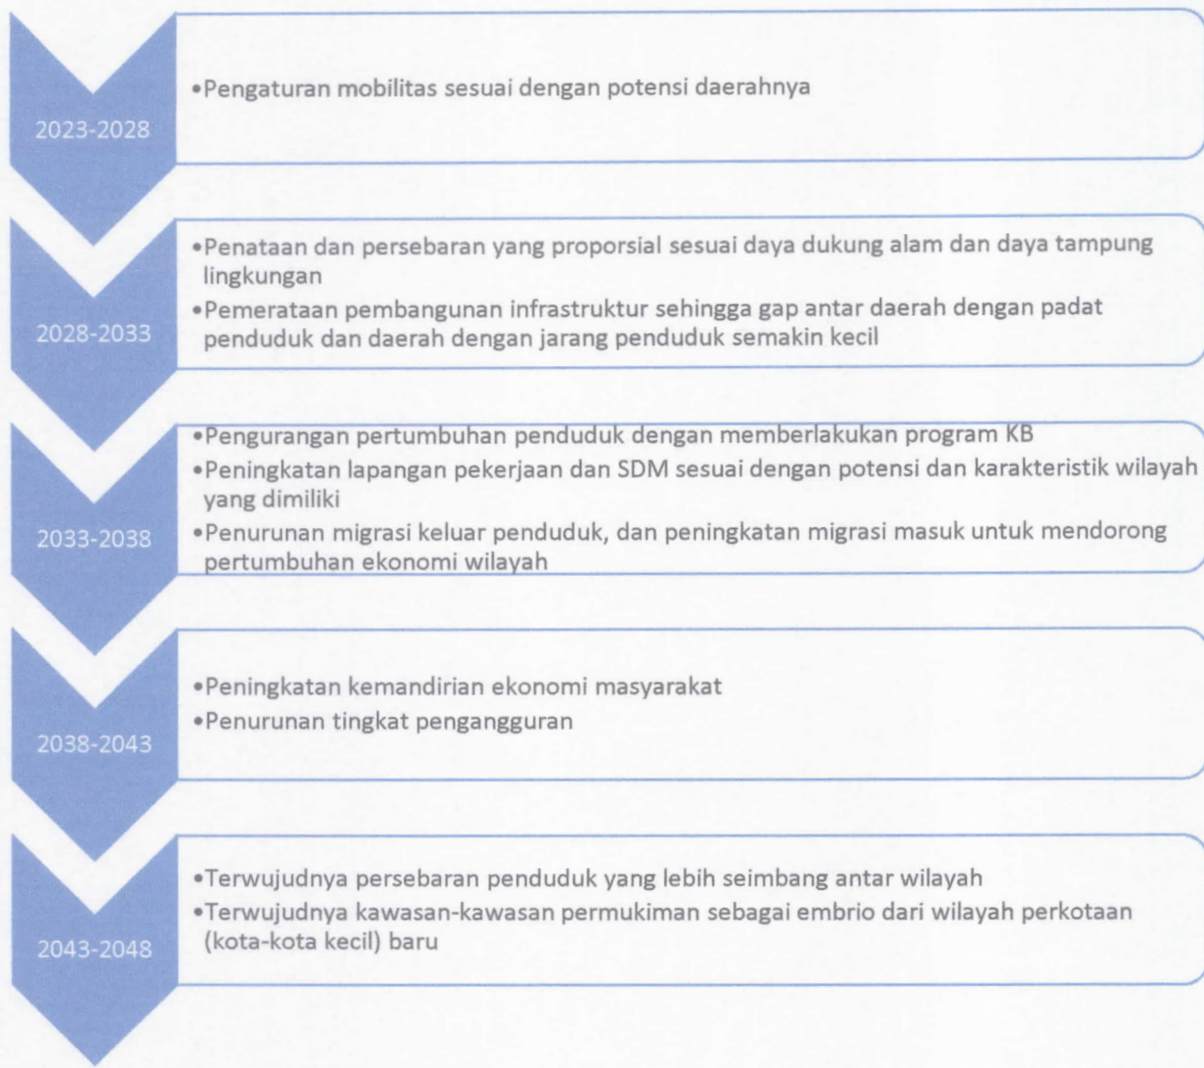 2023-2028
•Pengaturan mobilitas sesuai dengan potensi daerahnya
2028-2033
•Penataan dan persebaran yang proporsial sesuai daya dukung alam dan daya tampung
lingkungan
•Pemerataan pembangunan infrastruktur sehingga gap antar daerah dengan padat
penduduk dan daerah dengan jarang penduduk semakin kecil
2033-2038
•Pengurangan pertumbuhan penduduk dengan memberlakukan program KB
•Peningkatan lapangan pekerjaan dan SDM sesuai dengan potensi dan karakteristik wilayah
yang dimiliki
•Penurunan migrasi keluar penduduk, dan peningkatan migrasi masuk untuk mendorong
pertumbuhan ekonomi wilayah
2038-2043
•Peningkatan kemandirian ekonomi masyarakat
•Penurunan tingkat pengangguran
2043-2048
•Terwujudnya persebaran penduduk yang lebih seimbang antar wilayah
•Terwujudnya kawasan-kawasan permukiman sebagai embrio dari wilayah perkotaan
(kota-kota kecil) baru